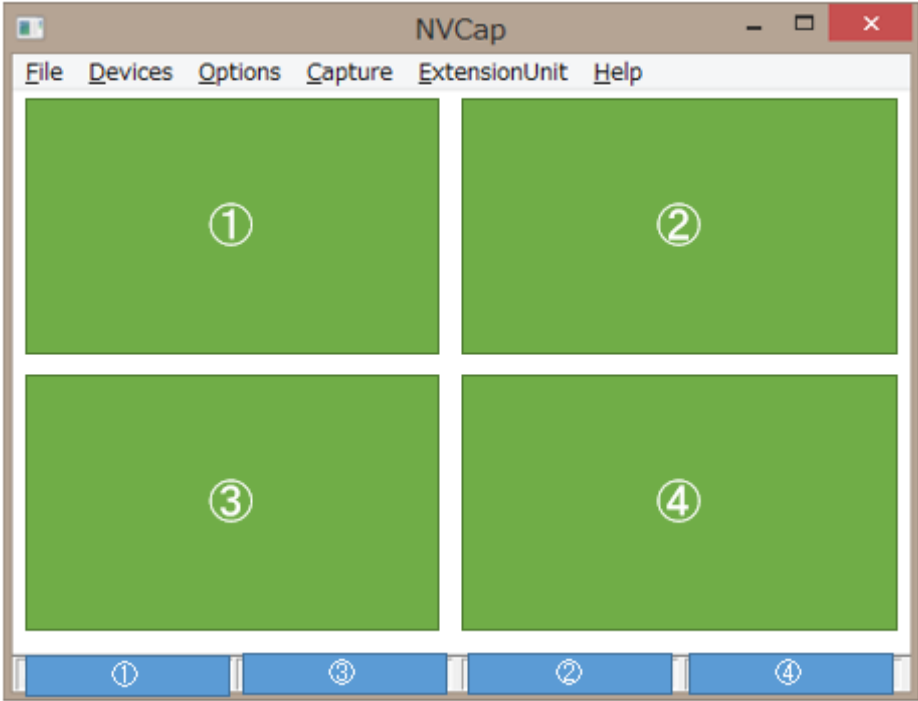 NVCap
File Devices Options Capture ExtensionUnit Help
① ②
③ ④
① ③ ② ④